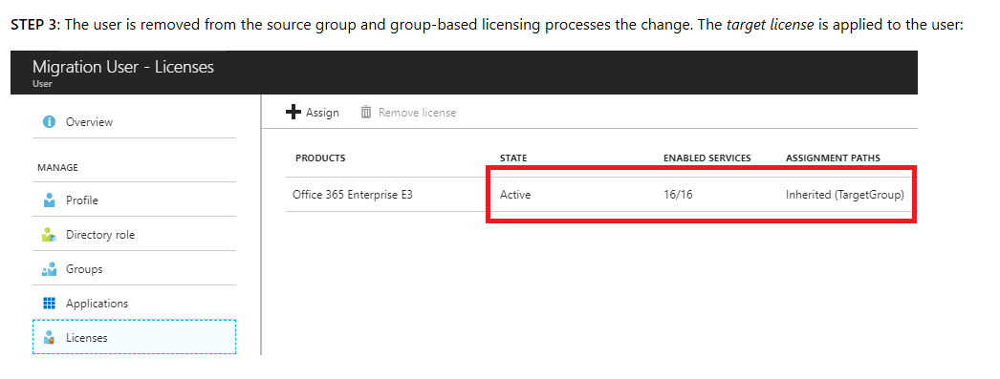 STEP 3: The user is removed from the source group and group-based licensing processes the change. The target license is applied to the user:
Migration User - Licenses
User
Overview
MANAGE
Profile
Directory role
Groups
Applications
Licenses
Assign
Remove license
PRODUCTS STATE ENABLED SERVICES ASSIGNMENT PATHS
Office 365 Enterprise E3 Active 16/16 Inherited (TargetGroup)